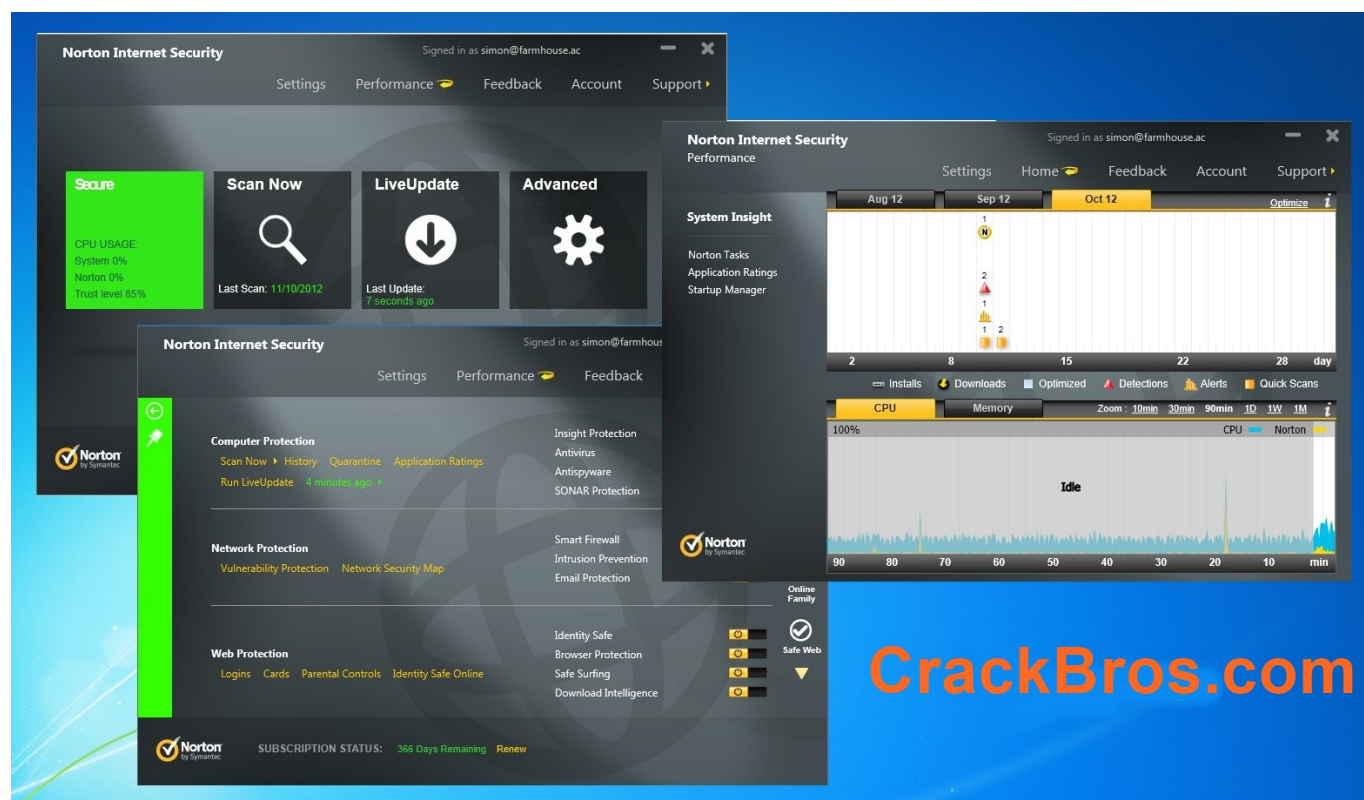 Norton Internet Security
Signed in as simon@farmhouse.ac
Settings Performance Feedback Account Support
Secure
CPU USAGE:
System 0%
Norton 0%
Trust level 85%
Scan Now
Last Scan: 11/10/2012
LiveUpdate
Last Update:
7 seconds ago
Advanced
Norton
by Symantec
Norton Internet Security
Signed in as simon@farmhous
Settings Performance Feedback
Computer Protection
Scan Now History Quarantine Application Ratings
Run LiveUpdate 4 minutes ago
Insight Protection
Antivirus
Antispyware
SONAR Protection
Network Protection
Vulnerability Protection Network Security Map
Smart Firewall
Intrusion Prevention
Email Protection
Web Protection
Logins Cards Parental Controls Identity Safe Online
Identity Safe
Browser Protection
Safe Surfing
Download Intelligence
Online
Family
Safe Web
Norton
by Symantec
SUBSCRIPTION STATUS: 366 Days Remaining Renew
Norton Internet Security
Performance
Signed in as simon@farmhouse.ac
Settings Home Feedback Account Support
System Insight
Norton Tasks
Application Ratings
Startup Manager
Aug 12 Sep 12 Oct 12 Optimize i
1
N
2
1
1 2
2 8 15 22 28 day
Installs Downloads Optimized Detections Alerts Quick Scans
CPU Memory Zoom : 10min 30min 90min 1D 1W 1M i
100% CPU Norton
Idle
90 80 70 60 50 40 30 20 10 min
Norton
by Symantec
CrackBros.com